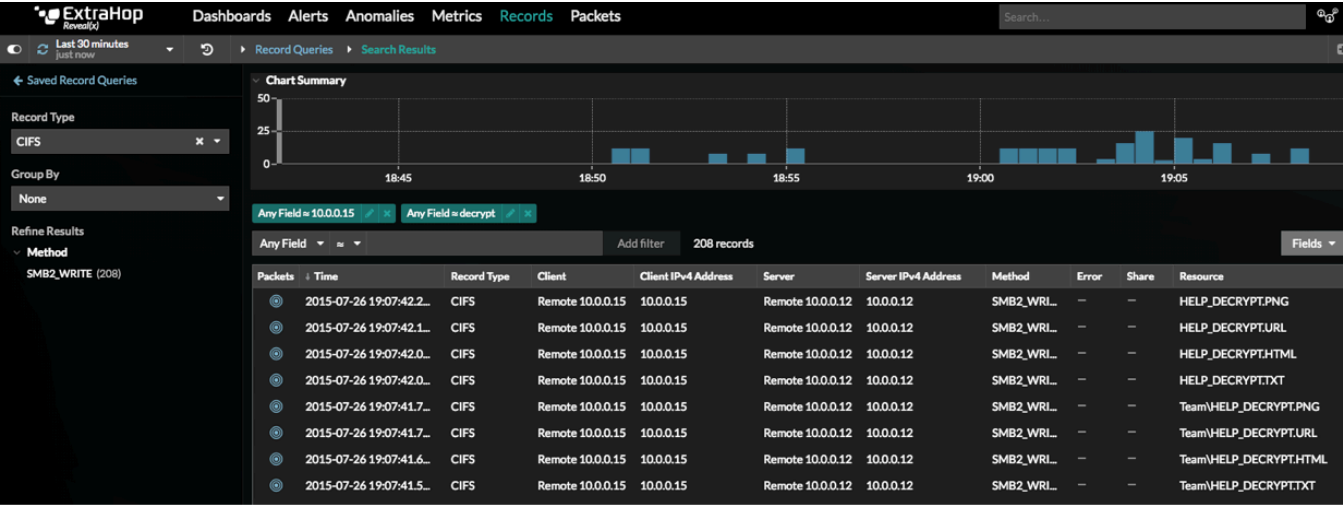 ExtraHop
Reveal(x)
Dashboards Alerts Anomalies Metrics Records Packets
Search...
Last 30 minutes
just now
Record Queries Search Results
Saved Record Queries
Record Type
CIFS
Group By
None
Refine Results
Method
SMB2_WRITE (208)
Chart Summary
50
25
0
18:45 18:50 18:55 19:00 19:05
Any Field ≈ 10.0.0.15 Any Field ≈ decrypt
Any Field ≈ Add filter 208 records Fields
Packets ↓ Time Record Type Client Client IPv4 Address Server Server IPv4 Address Method Error Share Resource
2015-07-26 19:07:42.2... CIFS Remote 10.0.0.15 10.0.0.15 Remote 10.0.0.12 10.0.0.12 SMB2_WRI... — — HELP_DECRYPT.PNG
2015-07-26 19:07:42.1... CIFS Remote 10.0.0.15 10.0.0.15 Remote 10.0.0.12 10.0.0.12 SMB2_WRI... — — HELP_DECRYPT.URL
2015-07-26 19:07:42.0... CIFS Remote 10.0.0.15 10.0.0.15 Remote 10.0.0.12 10.0.0.12 SMB2_WRI... — — HELP_DECRYPT.HTML
2015-07-26 19:07:42.0... CIFS Remote 10.0.0.15 10.0.0.15 Remote 10.0.0.12 10.0.0.12 SMB2_WRI... — — HELP_DECRYPT.TXT
2015-07-26 19:07:41.7... CIFS Remote 10.0.0.15 10.0.0.15 Remote 10.0.0.12 10.0.0.12 SMB2_WRI... — — Team\HELP_DECRYPT.PNG
2015-07-26 19:07:41.7... CIFS Remote 10.0.0.15 10.0.0.15 Remote 10.0.0.12 10.0.0.12 SMB2_WRI... — — Team\HELP_DECRYPT.URL
2015-07-26 19:07:41.6... CIFS Remote 10.0.0.15 10.0.0.15 Remote 10.0.0.12 10.0.0.12 SMB2_WRI... — — Team\HELP_DECRYPT.HTML
2015-07-26 19:07:41.5... CIFS Remote 10.0.0.15 10.0.0.15 Remote 10.0.0.12 10.0.0.12 SMB2_WRI... — — Team\HELP_DECRYPT.TXT